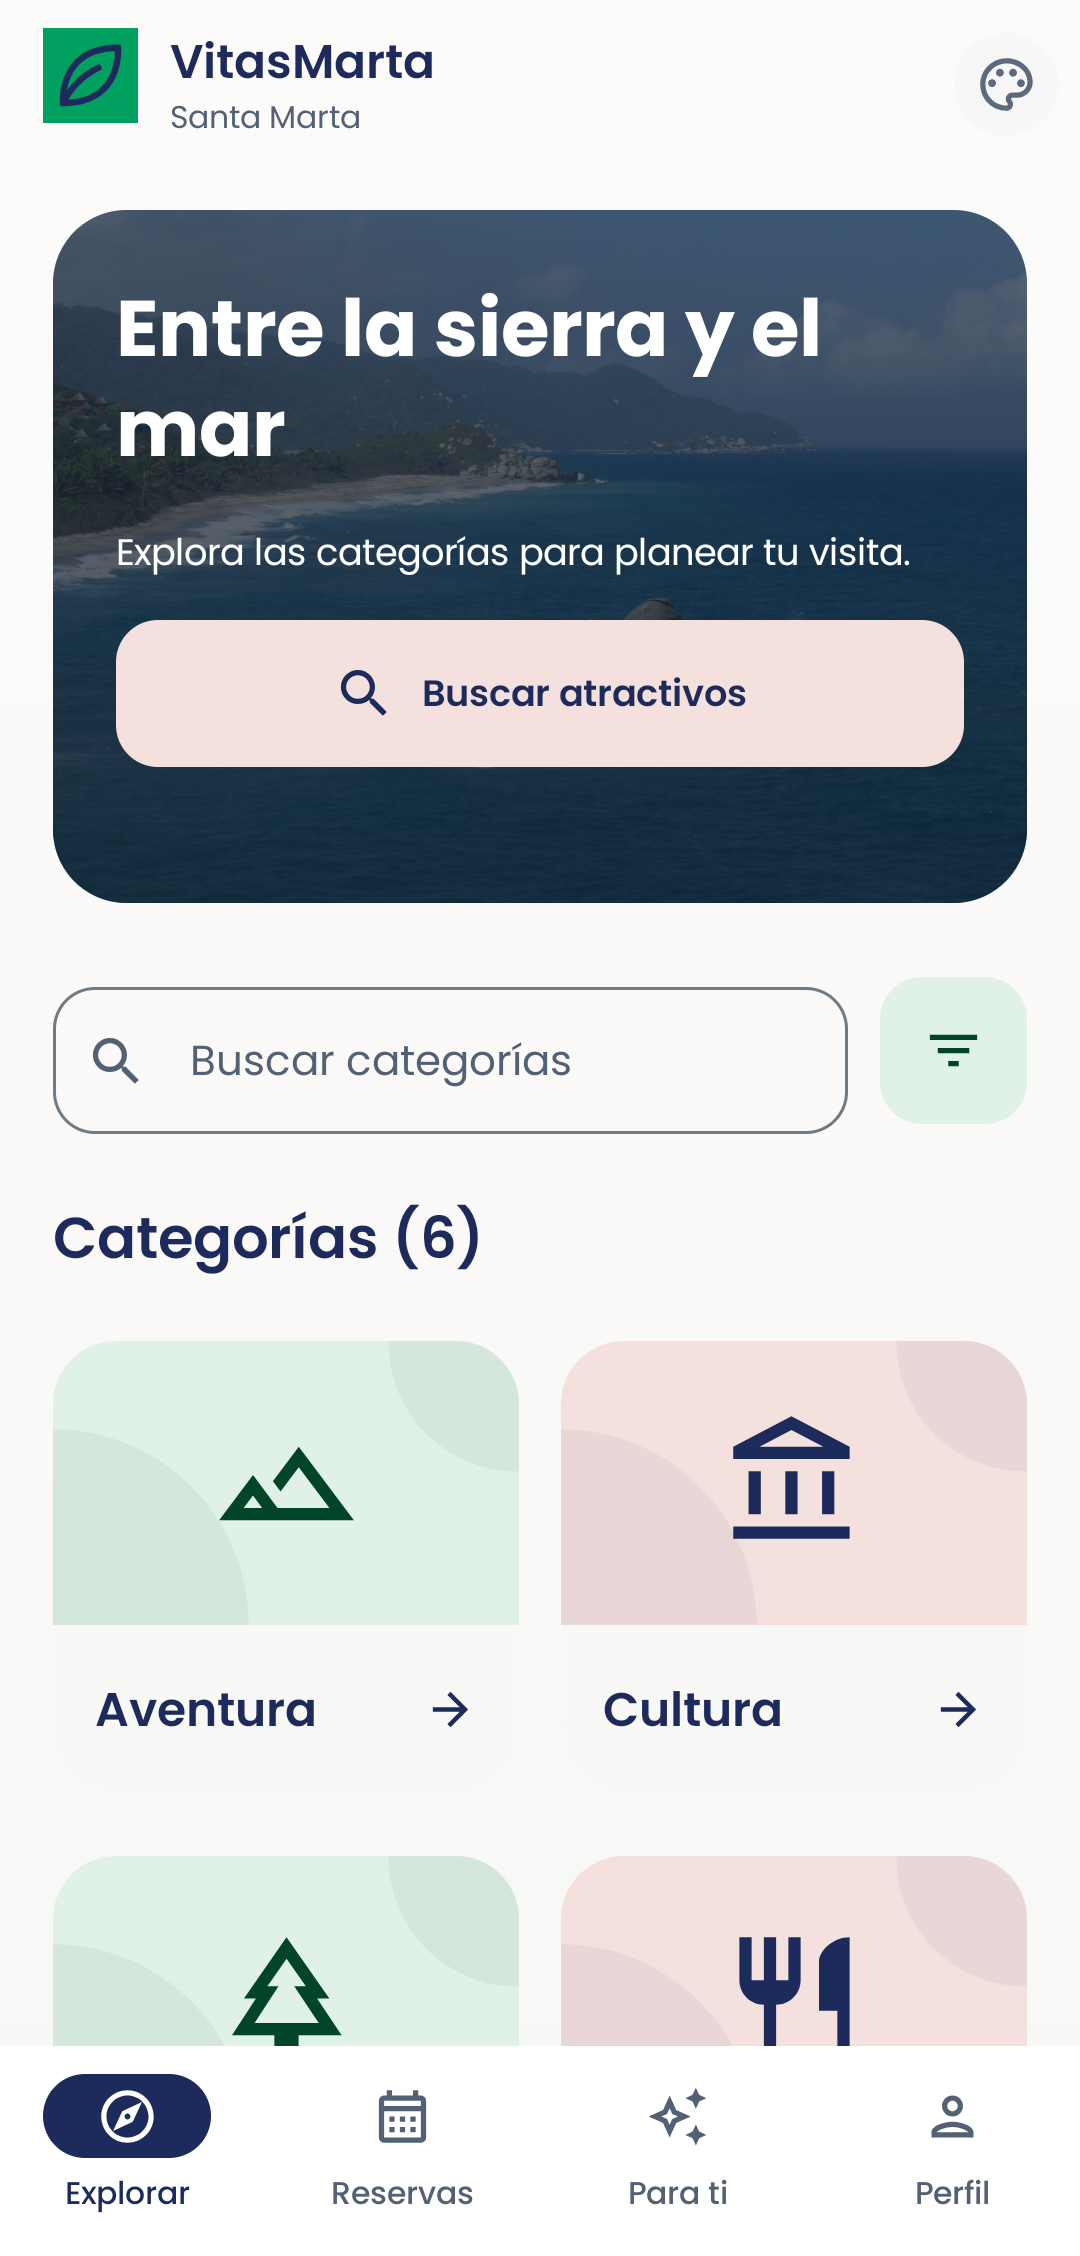 VitasMarta
Santa Marta
Entre la sierra y el
mar
Explora las categorías para planear tu visita.
Buscar atractivos
Buscar categorías
Categorías (6)
Aventura
Cultura
Explorar
Reservas
Para ti
Perfil